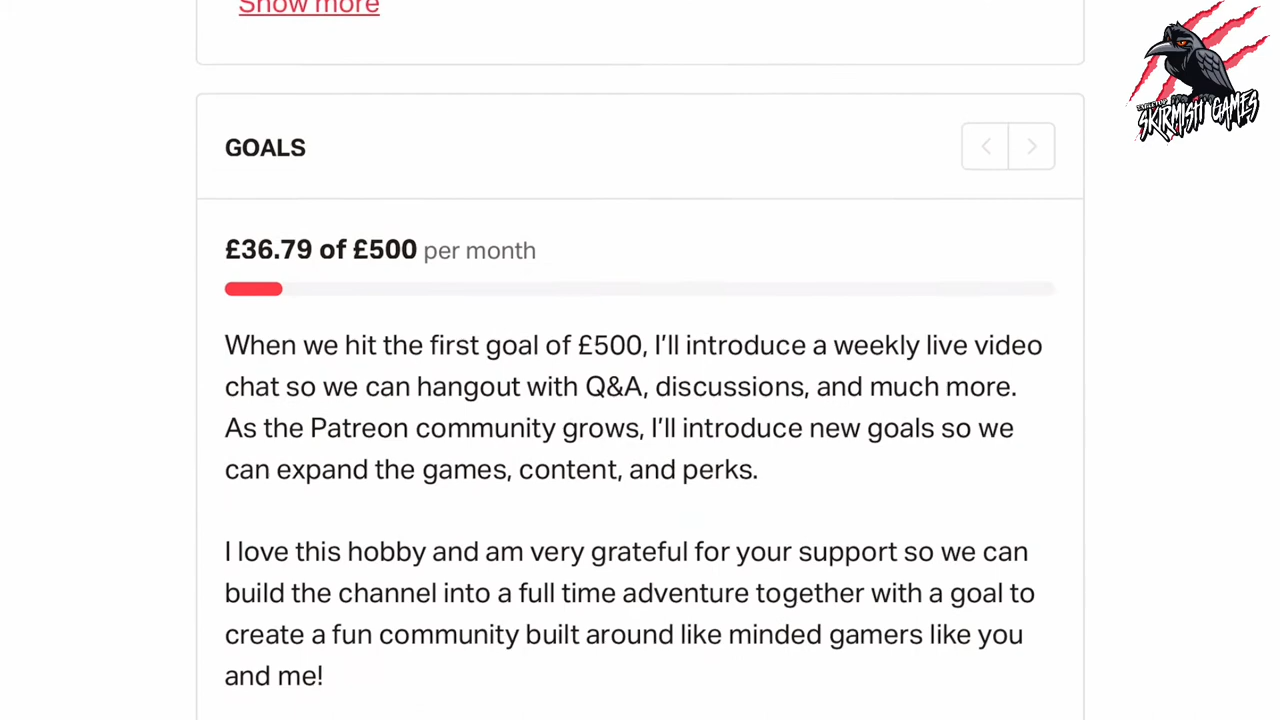 Show more
TABLETOP
SKIRMISH GAMES
GOALS
£36.79 of £500 per month
When we hit the first goal of £500, I’ll introduce a weekly live video
chat so we can hangout with Q&A, discussions, and much more.
As the Patreon community grows, I’ll introduce new goals so we
can expand the games, content, and perks.
I love this hobby and am very grateful for your support so we can
build the channel into a full time adventure together with a goal to
create a fun community built around like minded gamers like you
and me!